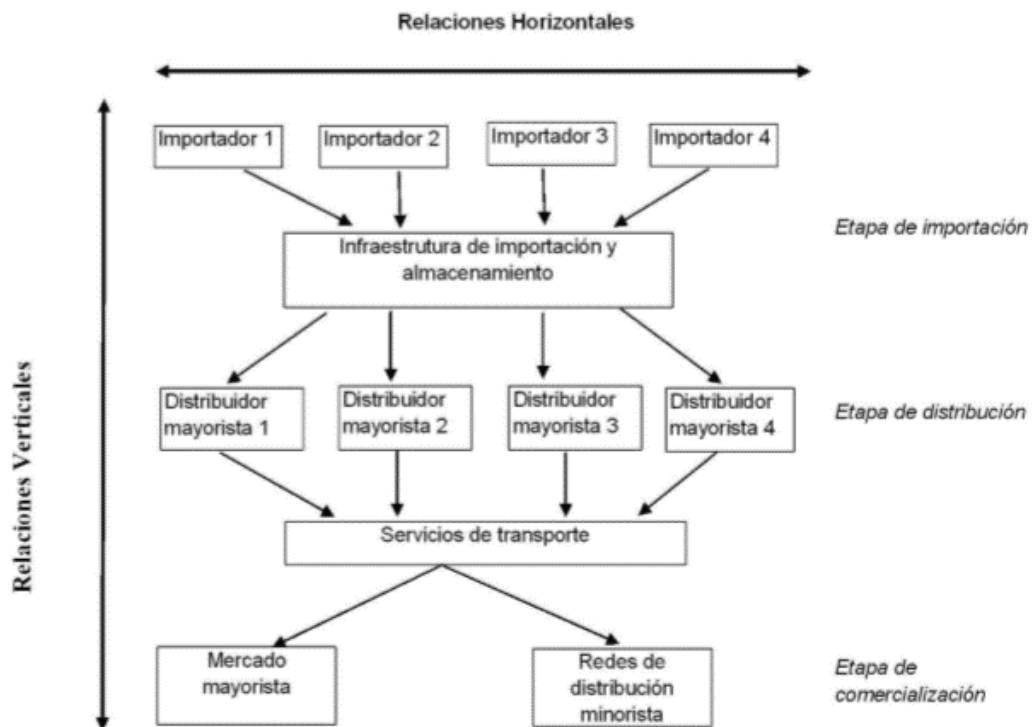 Relaciones Horizontales
Importador 1
Importador 2
Importador 3
Importador 4
Etapa de importación
Infraestrutura de importación y
almacenamiento
Distribuidor
mayorista 1
Distribuidor
mayorista 2
Distribuidor
mayorista 3
Distribuidor
mayorista 4
Etapa de distribución
Relaciones Verticales
Servicios de transporte
Mercado
mayorista
Redes de
distribución
minorista
Etapa de
comercialización